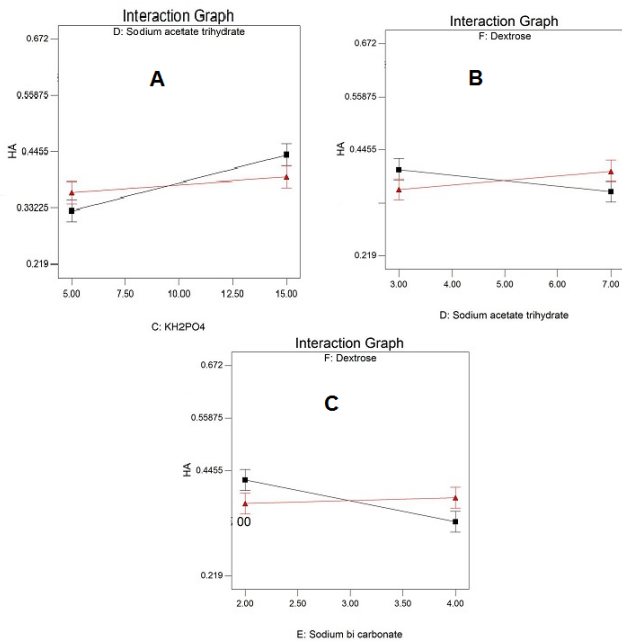 Interaction Graph
D: Sodium acetate trihydrate
A
0.672
0.55875
0.4455
0.33225
0.219
HA
5.00 7.50 10.00 12.50 15.00
C: KH2PO4
Interaction Graph
F: Dextrose
B
0.672
0.55875
0.4455
0.219
HA
3.00 4.00 5.00 6.00 7.00
D: Sodium acetate trihydrate
Interaction Graph
F: Dextrose
C
0.672
0.55875
0.4455
00
0.219
HA
2.00 2.50 3.00 3.50 4.00
E: Sodium bi carbonate